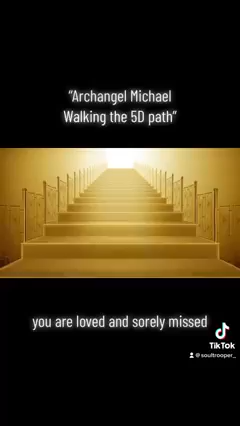 “Archangel Michael
Walking the 5D path”
you are loved and sorely missed
TikTok
@soultrooper_